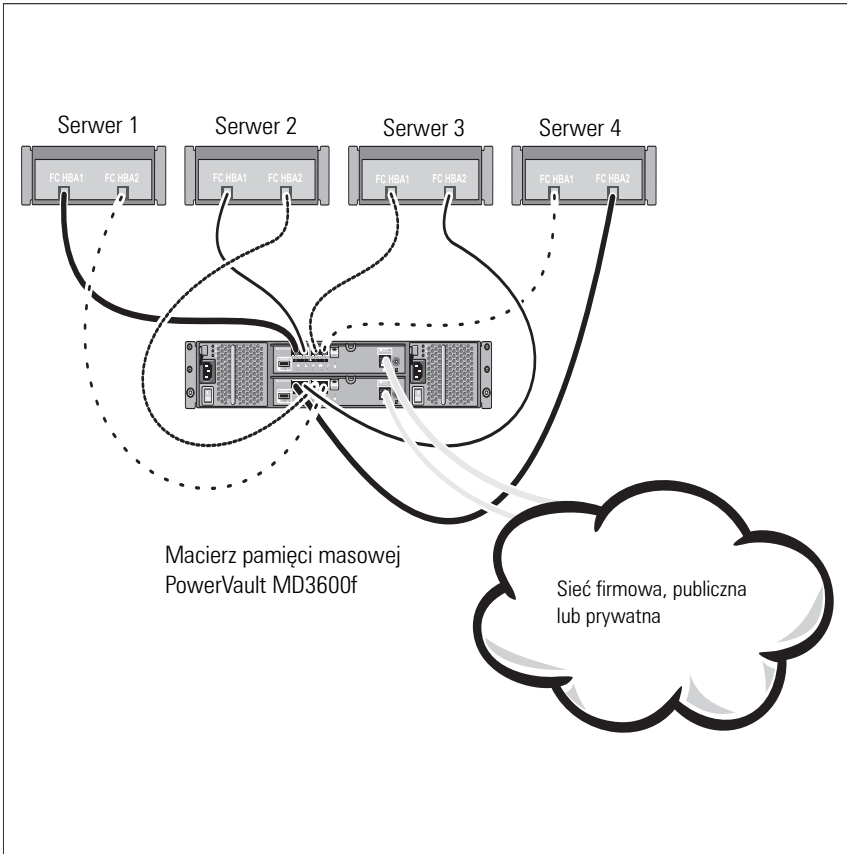 Serwer 1
Serwer 2
Serwer 3
Serwer 4
FC HBA1
FC HBA2
FC HBA1
FC HBA2
FC HBA1
FC HBA2
FC HBA1
FC HBA2
Macierz pamięci masowej
PowerVault MD3600f
Sieć firmowa, publiczna
lub prywatna